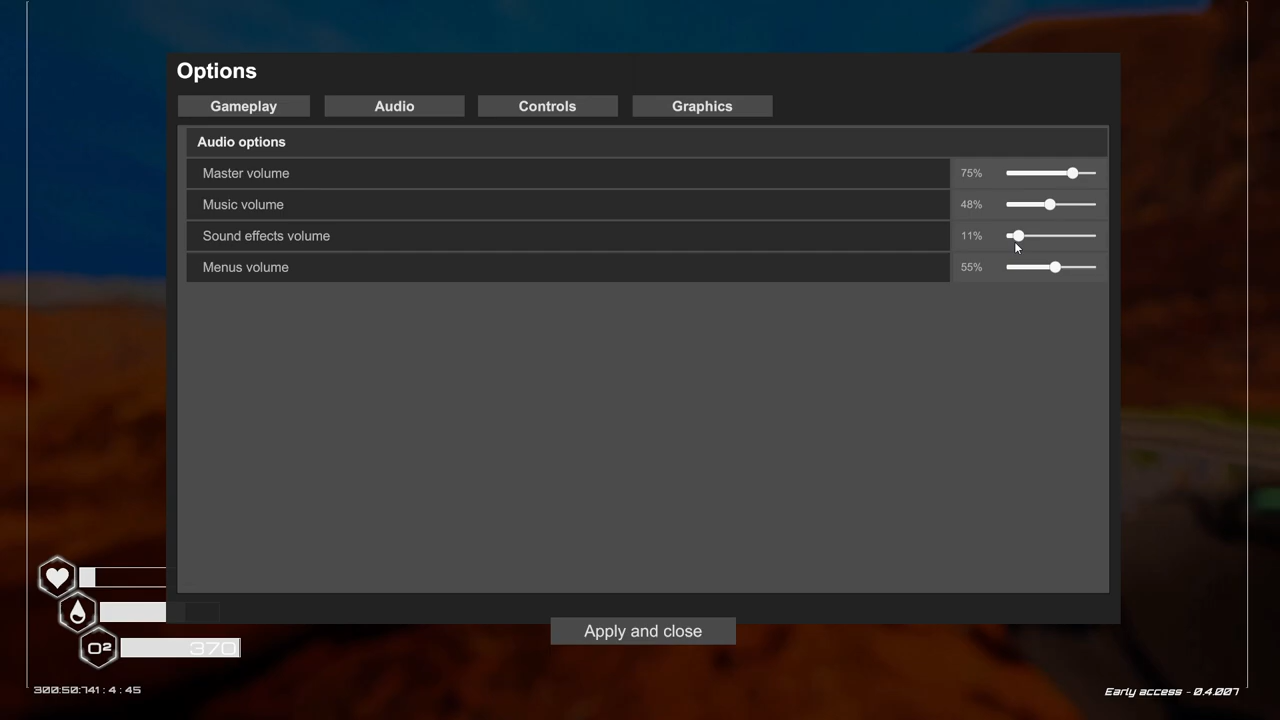 Options
Gameplay Audio Controls Graphics
Audio options
Master volume 75%
Music volume 48%
Sound effects volume 11%
Menus volume 55%
Apply and close
O2 370
300:50:741 : 4 : 45
Early access - 0.4.007